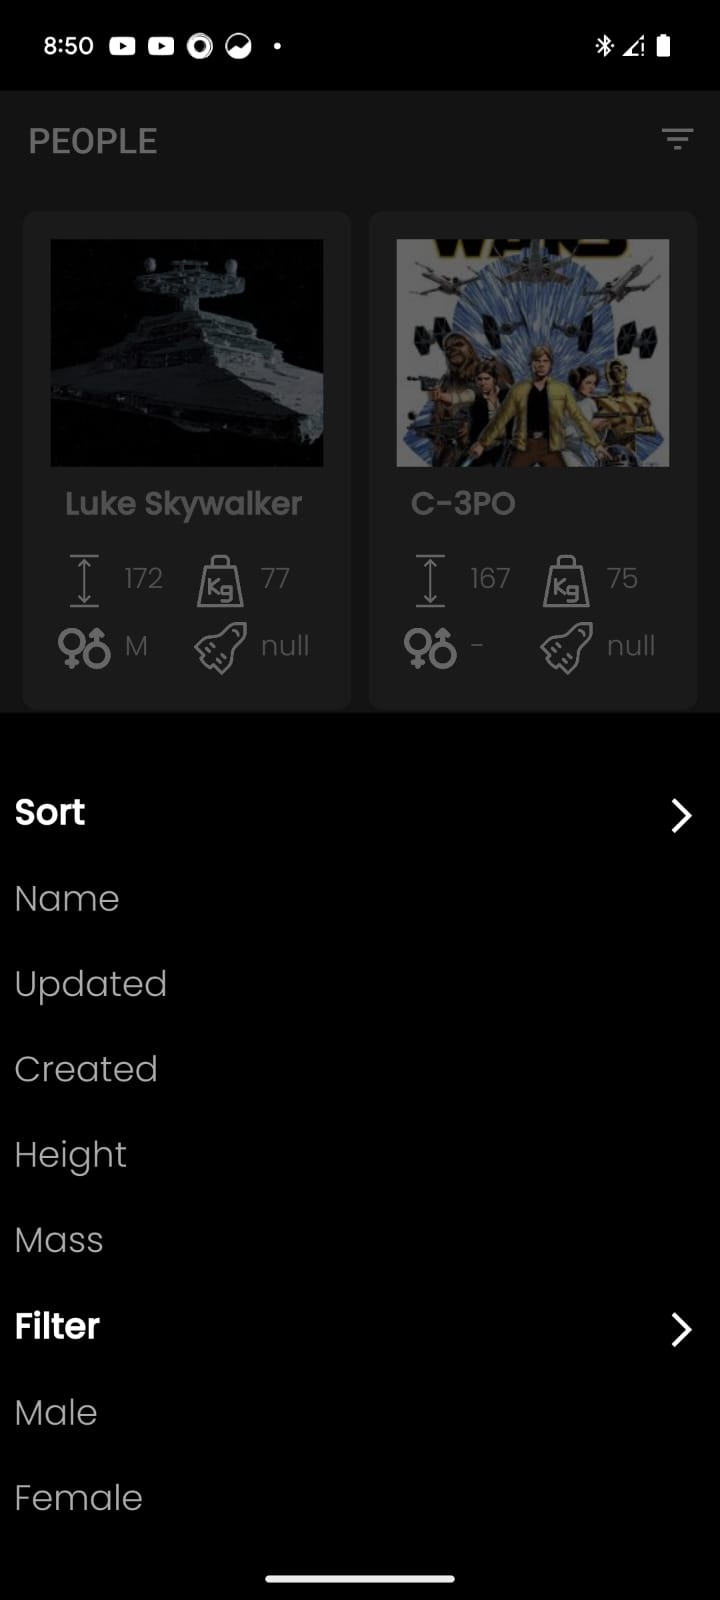 8:50
PEOPLE
WARS
Luke Skywalker
C-3PO
172
Kg
77
167
Kg
75
M
null
-
null
Sort
Name
Updated
Created
Height
Mass
Filter
Male
Female